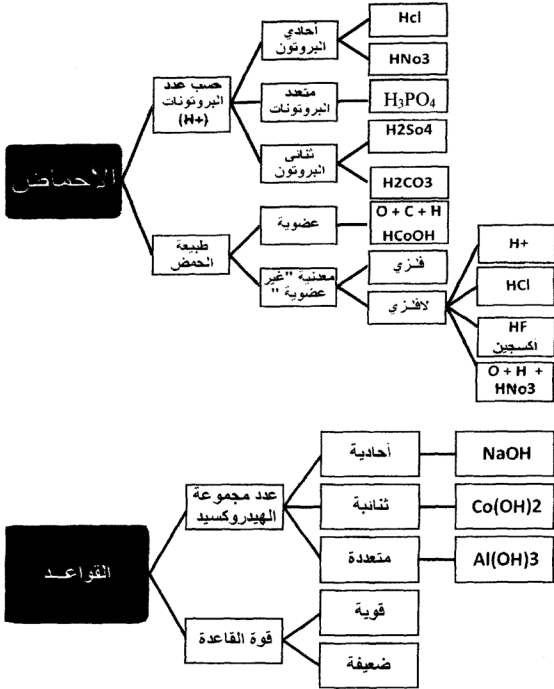 الأحماض
حسب عدد
البروتونات
(H+)
أحادي
البروتون
Hcl
HNo3
متعدد
البروتونات
H₃PO₄
ثنائى
البروتون
H2So4
H2CO3
طبيعة
الحمض
عضوية
O + C + H
HCoOH
معدنية "غير
عضوية "
فلزي
لافلزي
H+
HCl
HF
أكسجين
O + H +
HNo3
القواعد
عدد مجموعة
الهيدروكسيد
أحادية
NaOH
ثنائية
Co(OH)2
متعددة
Al(OH)3
قوة القاعدة
قوية
ضعيفة